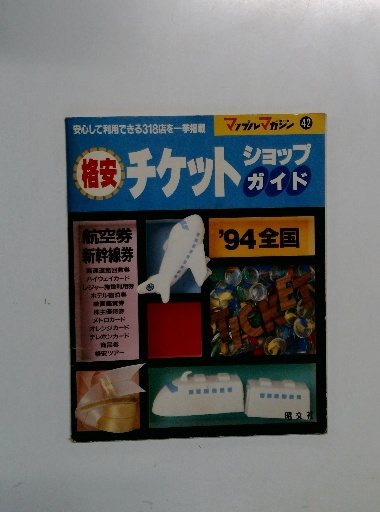 安心して利用できる318店を一挙掲載
マップルマガジン 42
格安
チケット
ショップ
ガイド
航空券
新幹線券
高速道路回数券
ハイウェイカード
レジャー施設利用券
ホテル宿泊券
映画鑑賞券
株主優待券
メトロカード
オレンジカード
テレホンカード
商品券
格安ツアー
'94全国
TICKET
昭文社